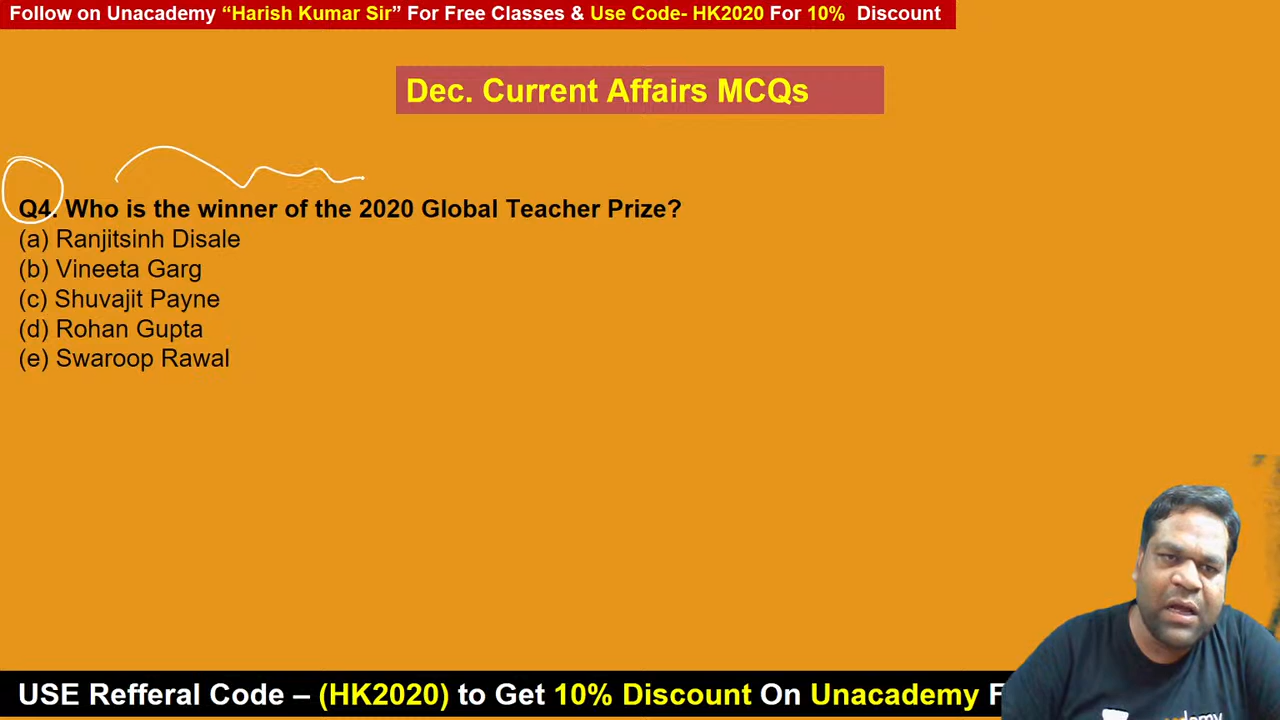 Follow on Unacademy “Harish Kumar Sir” For Free Classes & Use Code- HK2020 For 10% Discount
Dec. Current Affairs MCQs
Q4. Who is the winner of the 2020 Global Teacher Prize?
(a) Ranjitsinh Disale
(b) Vineeta Garg
(c) Shuvajit Payne
(d) Rohan Gupta
(e) Swaroop Rawal
USE Refferal Code – (HK2020) to Get 10% Discount On Unacademy F